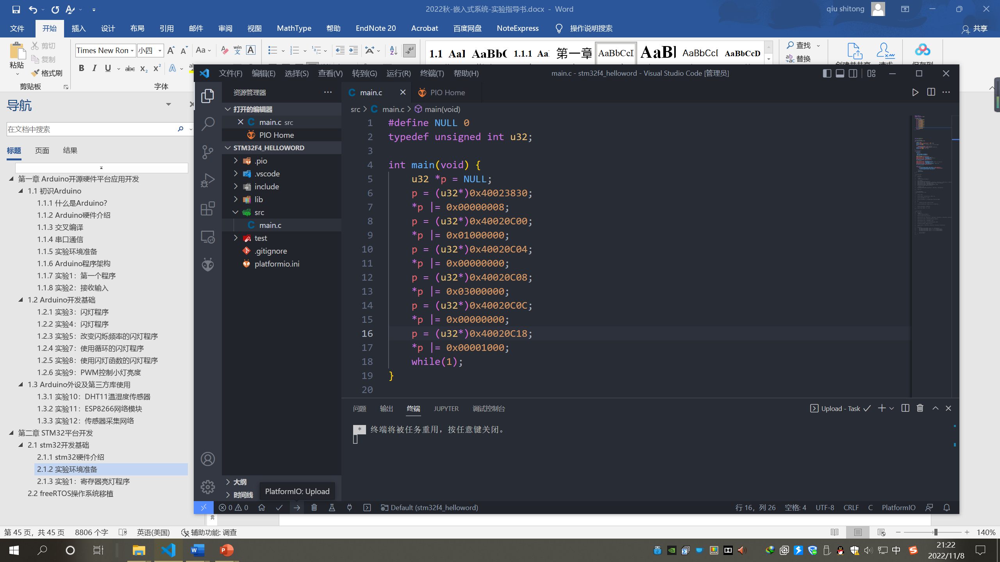 2022秋-嵌入式系统-实验指导书.docx - Word
qiu shitong
文件 开始 插入 设计 布局 引用 邮件 审阅 视图 MathType 帮助 EndNote 20 Acrobat 百度网盘 NoteExpress 操作说明搜索 共享
粘贴
剪切
复制
格式刷
剪贴板
Times New Ron 小四
字体
1.1 AaI AaBbC 1.1.1 Aa 第一章 AaBbCcI AaBl AaBbCcI AaBbCcD
查找
替换
导航
在文档中搜索
标题 页面 结果
第一章 Arduino开源硬件平台应用开发
1.1 初识Arduino
1.1.1 什么是Arduino?
1.1.2 Arduino硬件介绍
1.1.3 交叉编译
1.1.4 串口通信
1.1.5 实验环境准备
1.1.6 Arduino程序架构
1.1.7 实验1：第一个程序
1.1.8 实验2：接收输入
1.2 Arduino开发基础
1.2.1 实验3：闪灯程序
1.2.2 实验4：闪灯程序
1.2.3 实验5：改变闪烁频率的闪灯程序
1.2.4 实验7：使用循环的闪灯程序
1.2.5 实验8：使用闪灯函数的闪灯程序
1.2.6 实验9：PWM控制小灯亮度
1.3 Arduino外设及第三方库使用
1.3.1 实验10：DHT11温湿度传感器
1.3.2 实验11：ESP8266网络模块
1.3.3 实验12：传感器采集网络
第二章 STM32平台开发
2.1 stm32开发基础
2.1.1 stm32硬件介绍
2.1.2 实验环境准备
2.1.3 实验1：寄存器亮灯程序
2.2 freeRTOS操作系统移植
文件(F) 编辑(E) 选择(S) 查看(V) 转到(G) 运行(R) 终端(T) 帮助(H)
main.c - stm32f4_helloword - Visual Studio Code [管理员]
资源管理器
打开的编辑器
main.c src
PIO Home
STM32F4_HELLOWORD
.pio
.vscode
include
lib
src
main.c
test
.gitignore
platformio.ini
大纲
时间线
PlatformIO: Upload
main.c PIO Home
src main.c main(void)
1 #define NULL 0
2 typedef unsigned int u32;
3
4 int main(void) {
5 u32 *p = NULL;
6 p = (u32*)0x40023830;
7 *p |= 0x00000008;
8 p = (u32*)0x40020C00;
9 *p |= 0x01000000;
10 p = (u32*)0x40020C04;
11 *p |= 0x00000000;
12 p = (u32*)0x40020C08;
13 *p |= 0x03000000;
14 p = (u32*)0x40020C0C;
15 *p |= 0x00000000;
16 p = (u32*)0x40020C18;
17 *p |= 0x00001000;
18 while(1);
19 }
20
问题 输出 终端 JUPYTER 调试控制台
Upload - Task
* 终端将被任务重用，按任意键关闭。
0 0 Default (stm32f4_helloword)
行 16，列 26 空格: 4 UTF-8 CRLF C PlatformIO
39
第 45 页，共 45 页 8806 个字 英语(美国) 辅助功能: 调查
140%
中
21:22
2022/11/8